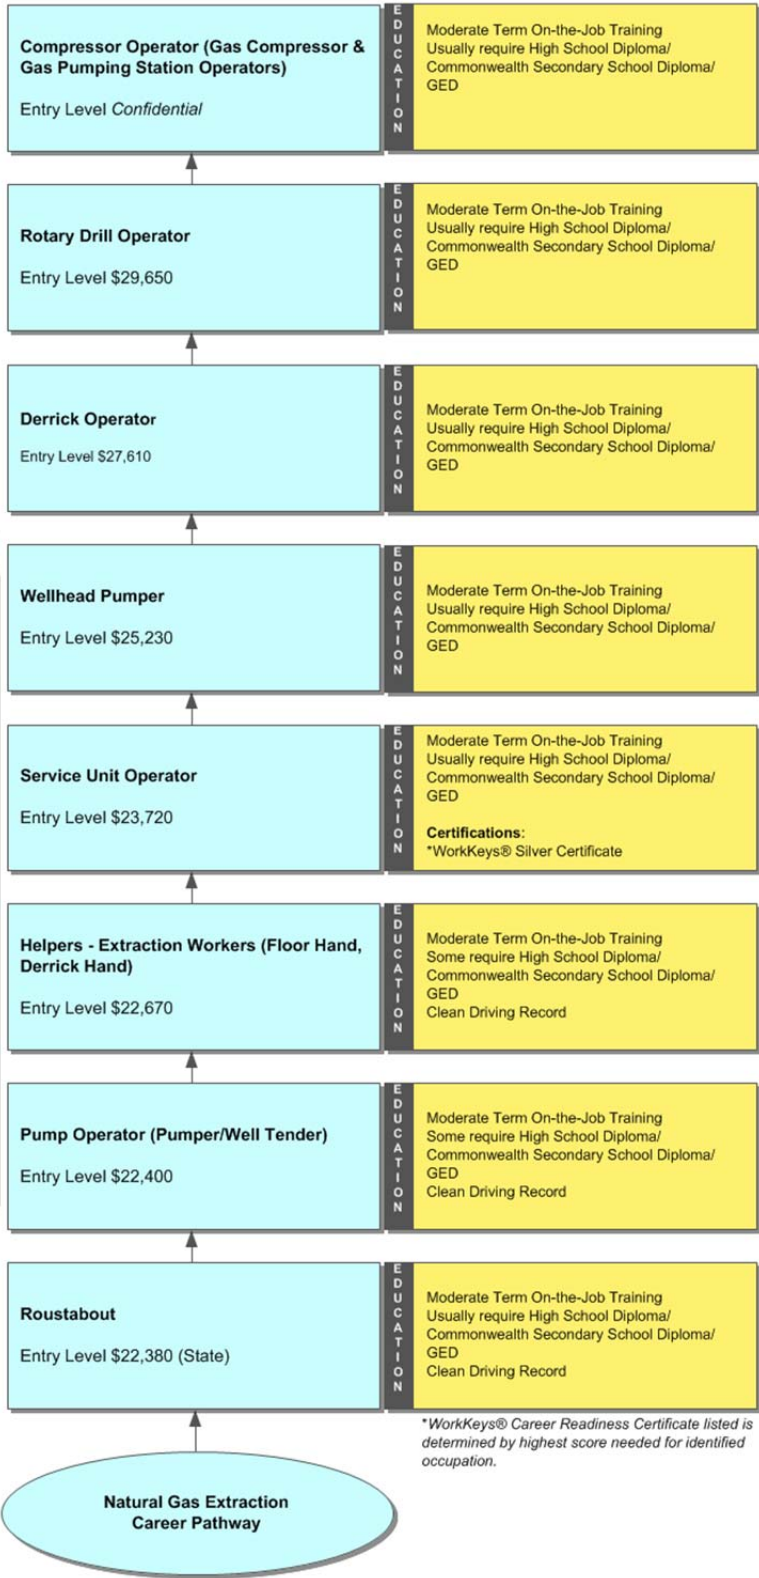 Compressor Operator (Gas Compressor &
Gas Pumping Station Operators)
Entry Level Confidential
EDUCATION
Moderate Term On-the-Job Training
Usually require High School Diploma/
Commonwealth Secondary School Diploma/
GED
Rotary Drill Operator
Entry Level $29,650
EDUCATION
Moderate Term On-the-Job Training
Usually require High School Diploma/
Commonwealth Secondary School Diploma/
GED
Derrick Operator
Entry Level $27,610
EDUCATION
Moderate Term On-the-Job Training
Usually require High School Diploma/
Commonwealth Secondary School Diploma/
GED
Wellhead Pumper
Entry Level $25,230
EDUCATION
Moderate Term On-the-Job Training
Usually require High School Diploma/
Commonwealth Secondary School Diploma/
GED
Service Unit Operator
Entry Level $23,720
EDUCATION
Moderate Term On-the-Job Training
Usually require High School Diploma/
Commonwealth Secondary School Diploma/
GED
Certifications:
*WorkKeys® Silver Certificate
Helpers - Extraction Workers (Floor Hand,
Derrick Hand)
Entry Level $22,670
EDUCATION
Moderate Term On-the-Job Training
Some require High School Diploma/
Commonwealth Secondary School Diploma/
GED
Clean Driving Record
Pump Operator (Pumper/Well Tender)
Entry Level $22,400
EDUCATION
Moderate Term On-the-Job Training
Some require High School Diploma/
Commonwealth Secondary School Diploma/
GED
Clean Driving Record
Roustabout
Entry Level $22,380 (State)
EDUCATION
Moderate Term On-the-Job Training
Usually require High School Diploma/
Commonwealth Secondary School Diploma/
GED
Clean Driving Record
*WorkKeys® Career Readiness Certificate listed is
determined by highest score needed for identified
occupation.
Natural Gas Extraction
Career Pathway